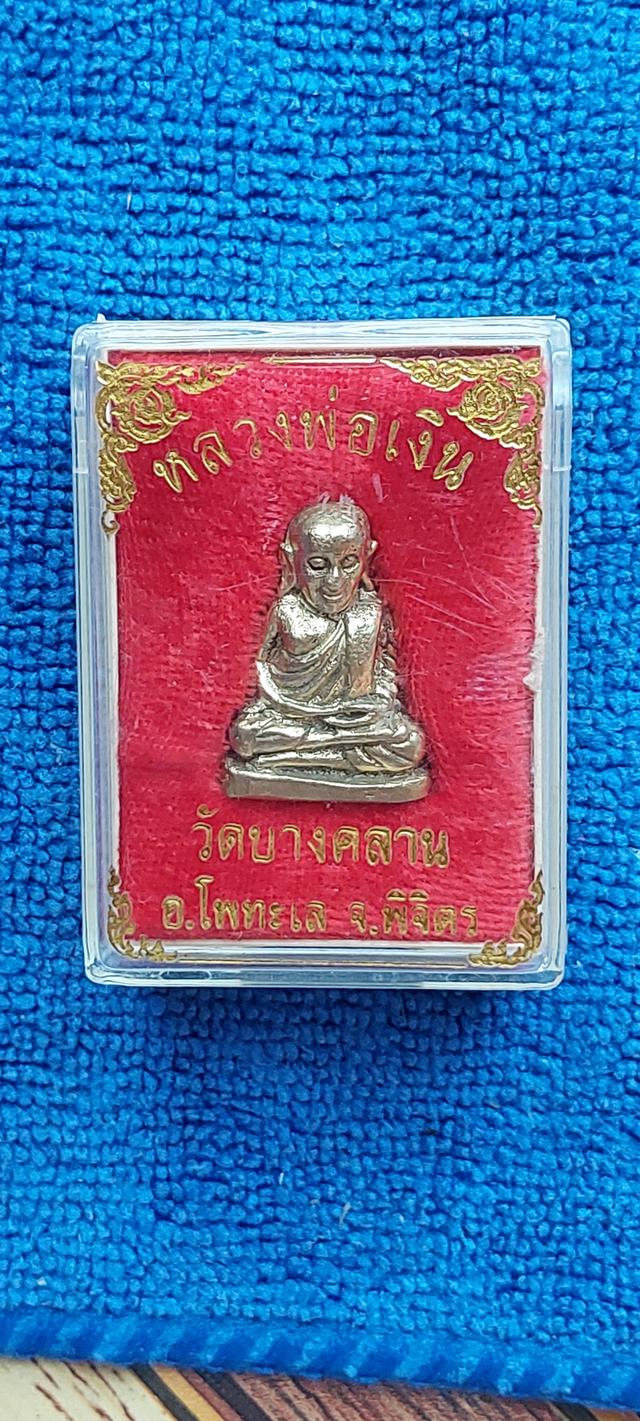 หลวงพ่อเงิน
วัดบางคลาน
อ.โพทะเล จ.พิจิตร